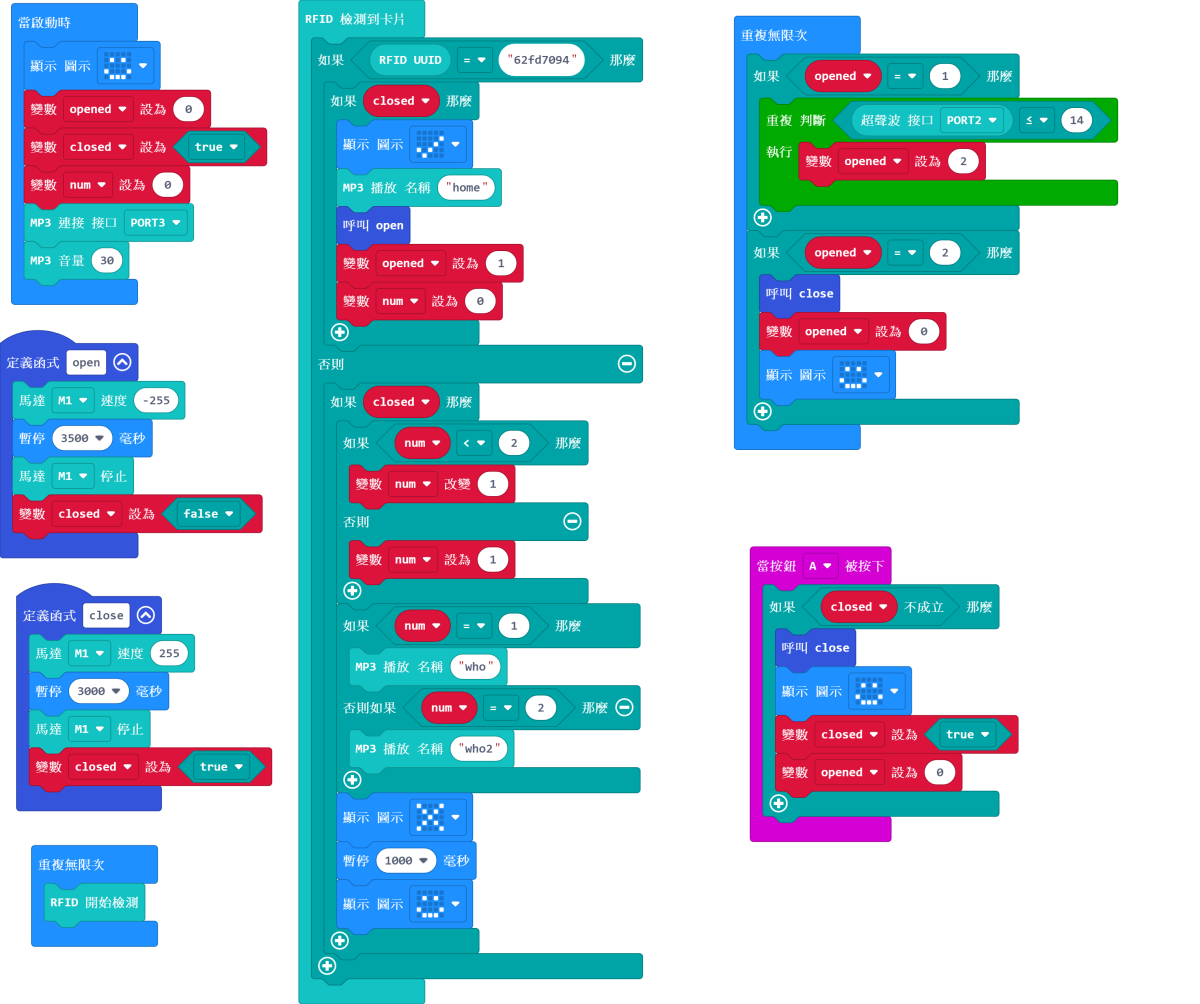 當啟動時
顯示 圖示
變數 opened 設為 0
變數 closed 設為 true
變數 num 設為 0
MP3 連接 接口 PORT3
MP3 音量 30
定義函式 open
馬達 M1 速度 -255
暫停 3500 毫秒
馬達 M1 停止
變數 closed 設為 false
定義函式 close
馬達 M1 速度 255
暫停 3000 毫秒
馬達 M1 停止
變數 closed 設為 true
重複無限次
RFID 開始檢測
RFID 檢測到卡片
如果 RFID UUID = "62fd7094" 那麼
如果 closed 那麼
顯示 圖示
MP3 播放 名稱 "home"
呼叫 open
變數 opened 設為 1
變數 num 設為 0
否則
如果 closed 那麼
如果 num < 2 那麼
變數 num 改變 1
否則
變數 num 設為 1
如果 num = 1 那麼
MP3 播放 名稱 "who"
否則如果 num = 2 那麼
MP3 播放 名稱 "who2"
顯示 圖示
暫停 1000 毫秒
顯示 圖示
重複無限次
如果 opened = 1 那麼
重複 判斷 超聲波 接口 PORT2 ≤ 14
執行 變數 opened 設為 2
如果 opened = 2 那麼
呼叫 close
變數 opened 設為 0
顯示 圖示
當按鈕 A 被按下
如果 closed 不成立 那麼
呼叫 close
顯示 圖示
變數 closed 設為 true
變數 opened 設為 0